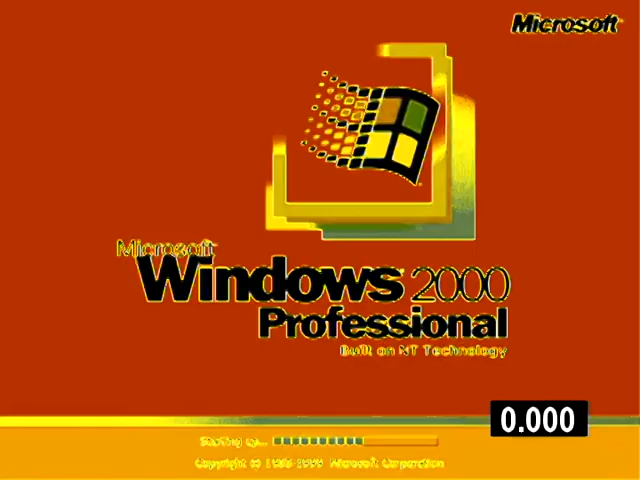 Microsoft
Microsoft
Windows 2000
Professional
Built on NT Technology
0.000
Starting up...
Copyright © 1985-1999 Microsoft Corporation